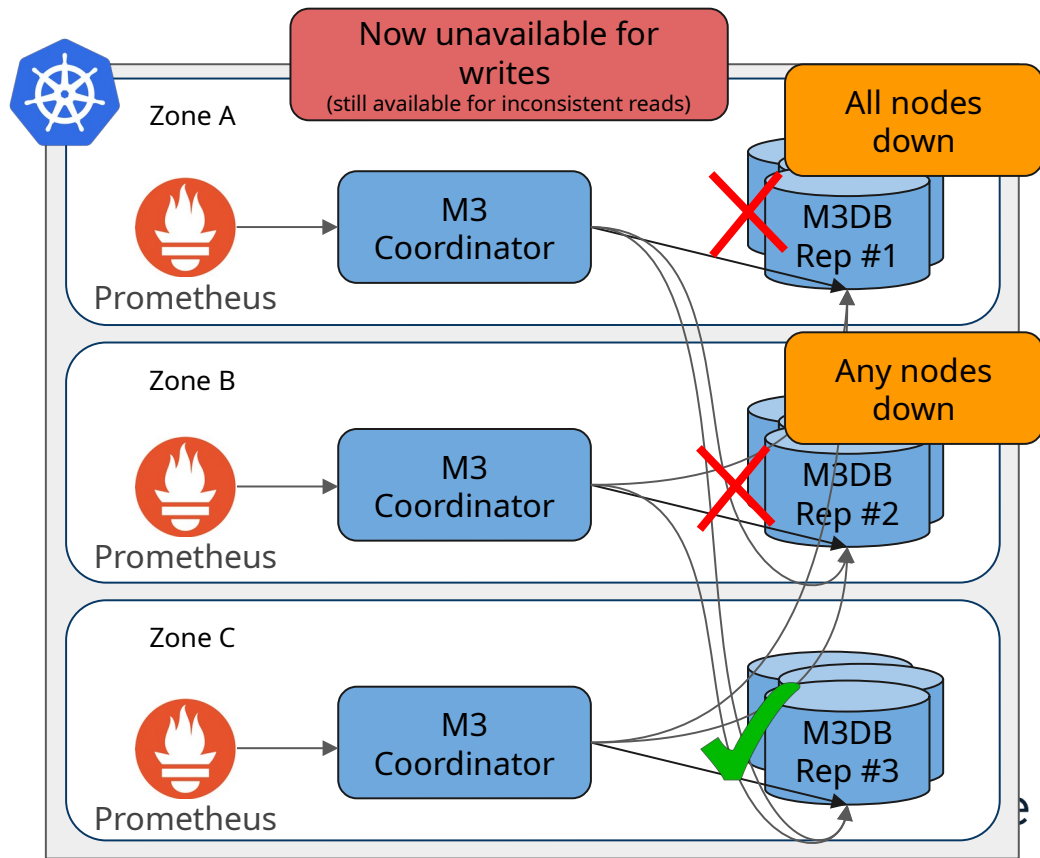 Now unavailable for
writes
(still available for inconsistent reads)
All nodes
down
Zone A
M3
Coordinator
M3DB
Rep #1
Prometheus
Any nodes
down
Zone B
M3
Coordinator
M3DB
Rep #2
Prometheus
Zone C
M3
Coordinator
M3DB
Rep #3
Prometheus